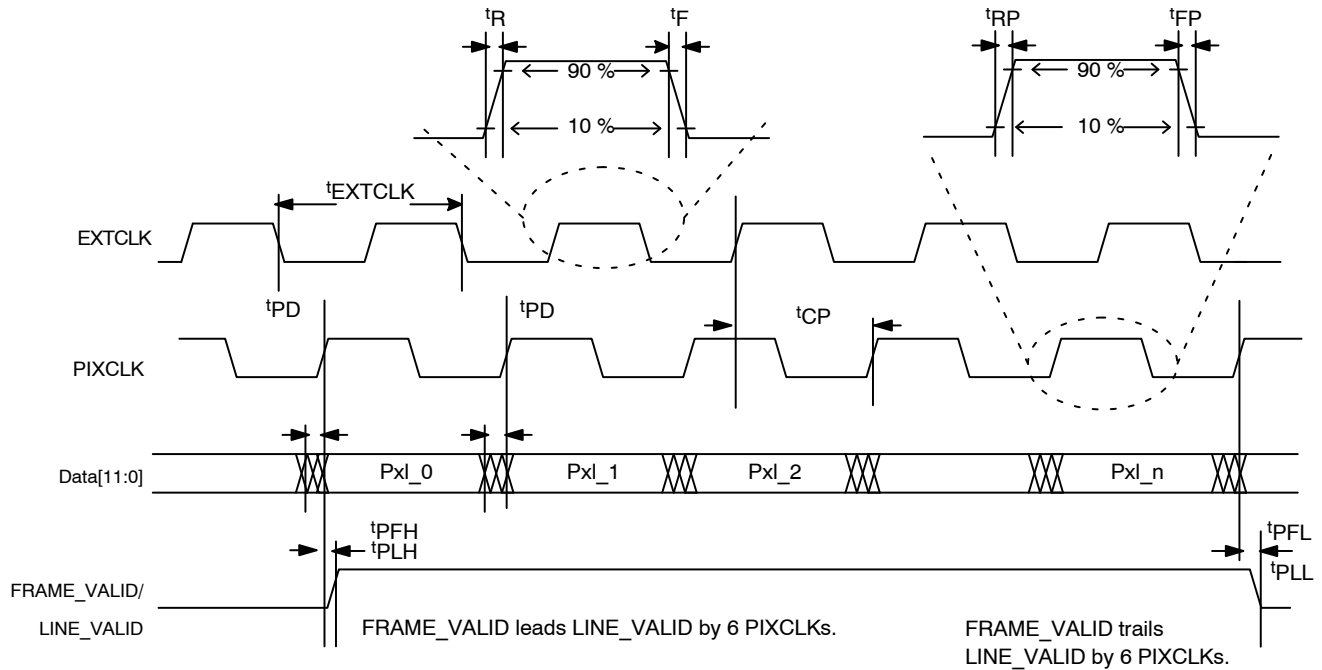 tR
tF
tRP
tFP
90 %
90 %
10 %
10 %
tEXTCLK
EXTCLK
tPD
tPD
tCP
PIXCLK
Data[11:0]
Pxl_0
Pxl_1
Pxl_2
Pxl_n
tPFH
tPLH
tPFL
tPLL
FRAME_VALID/
LINE_VALID
FRAME_VALID leads LINE_VALID by 6 PIXCLKs.
FRAME_VALID trails
LINE_VALID by 6 PIXCLKs.